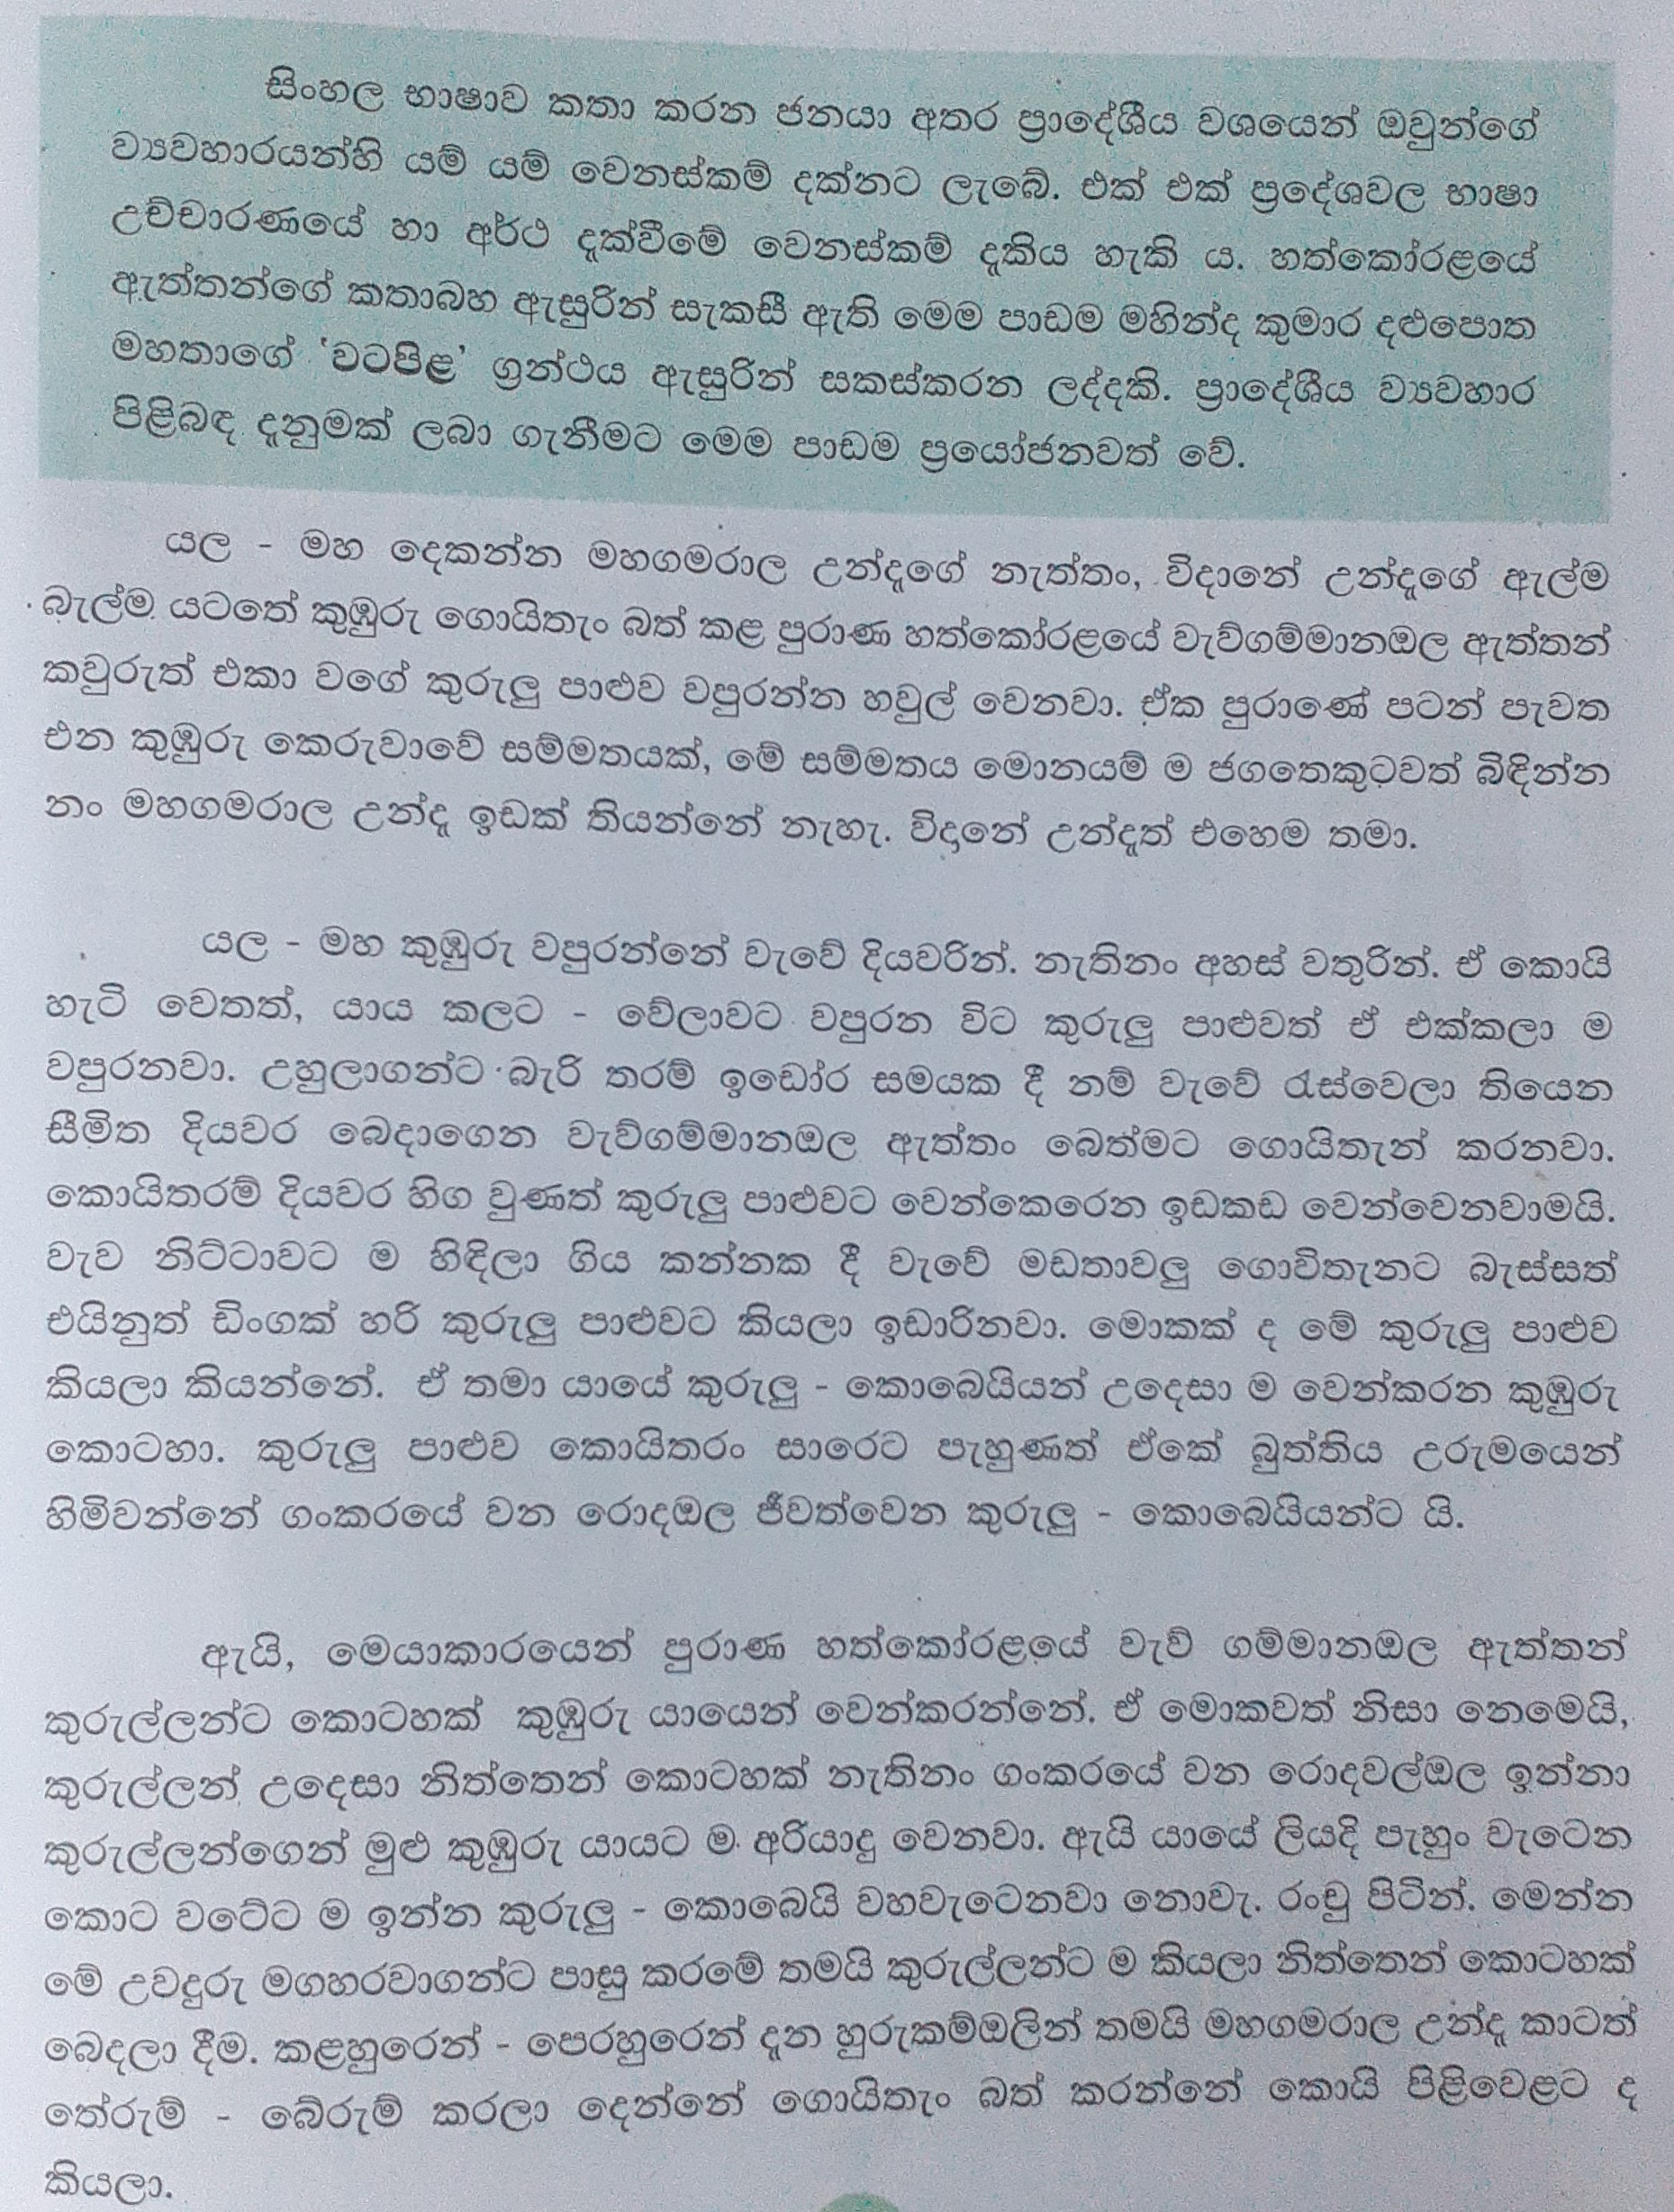 සිංහල භාෂාව කතා කරන ජනයා අතර ප්‍රාදේශීය වශයෙන් ඔවුන්ගේ
ව්‍යවහාරයන්හි යම් යම් වෙනස්කම් දක්නට ලැබේ. එක් එක් ප්‍රදේශවල භාෂා
උච්චාරණයේ හා අර්ථ දැක්වීමේ වෙනස්කම් දැකිය හැකි ය. හත්කෝරළයේ
ඇත්තන්ගේ කතාබහ ඇසුරින් සැකසී ඇති මෙම පාඩම මහින්ද කුමාර දළුපොත
මහතාගේ ‘වටපිළ’ ග්‍රන්ථය ඇසුරින් සකස්කරන ලද්දකි. ප්‍රාදේශීය ව්‍යවහාර
පිළිබඳ දැනුමක් ලබා ගැනීමට මෙම පාඩම ප්‍රයෝජනවත් වේ.
යල - මහ දෙකන්න මහගමරාල උන්දෑගේ නැත්තං, විදානේ උන්දෑගේ ඇල්ම
බැල්ම යටතේ කුඹුරු ගොයිතැං බත් කළ පුරාණ හත්කෝරළයේ වැව්ගම්මානඔල ඇත්තන්
කවුරුත් එකා වගේ කුරුලු පාළුව වපුරන්න හවුල් වෙනවා. ඒක පුරාණේ පටන් පැවත
එන කුඹුරු කෙරුවාවේ සම්මතයක්, මේ සම්මතය මොනයම් ම ජගතෙකුටවත් බිඳින්න
නං මහගමරාල උන්දෑ ඉඩක් තියන්නේ නැහැ. විදානේ උන්දෑත් එහෙම තමා.
යල - මහ කුඹුරු වපුරන්නේ වැවේ දියවරින්. නැතිනං අහස් වතුරින්. ඒ කොයි
හැටි වෙතත්, යාය කලට - වේලාවට වපුරන විට කුරුලු පාළුවත් ඒ එක්කලා ම
වපුරනවා. උහුලාගන්ට බැරි තරම් ඉඩෝර සමයක දී නම් වැවේ රැස්වෙලා තියෙන
සීමිත දියවර බෙදාගෙන වැව්ගම්මානඔල ඇත්තං බෙත්මට ගොයිතැන් කරනවා.
කොයිතරම් දියවර හිග වුණත් කුරුලු පාළුවට වෙන්කෙරෙන ඉඩකඩ වෙන්වෙනවාමයි.
වැව නිට්ටාවට ම හිඳිලා ගිය කන්නක දී වැවේ මඩතාවලු ගොවිතැනට බැස්සත්
එයිනුත් ඩිංගක් හරි කුරුලු පාළුවට කියලා ඉඩාරිනවා. මොකක් ද මේ කුරුලු පාළුව
කියලා කියන්නේ. ඒ තමා යායේ කුරුලු - කොබෙයියන් උදෙසා ම වෙන්කරන කුඹුරු
කොටහා. කුරුලු පාළුව කොයිතරං සාරෙට පැහුණත් ඒකේ බුත්තිය උරුමයෙන්
හිමිවන්නේ ගංකරයේ වන රොදඔල ජීවත්වෙන කුරුලු - කොබෙයියන්ට යි.
ඇයි, මෙයාකාරයෙන් පුරාණ හත්කෝරළයේ වැව් ගම්මානඔල ඇත්තන්
කුරුල්ලන්ට කොටහක් කුඹුරු යායෙන් වෙන්කරන්නේ. ඒ මොකවත් නිසා නෙමෙයි,
කුරුල්ලන් උදෙසා නිත්තෙන් කොටහක් නැතිනං ගංකරයේ වන රොදවල්ඔල ඉන්නා
කුරුල්ලන්ගෙන් මුළු කුඹුරු යායට ම අරියාදු වෙනවා. ඇයි යායේ ලියදි පැහුං වැටෙන
කොට වටේට ම ඉන්න කුරුලු - කොබෙයි වහවැටෙනවා නොවැ. රංචු පිටින්. මෙන්න
මේ උවදුරු මගහරවාගන්ට පාසු කරමේ තමයි කුරුල්ලන්ට ම කියලා නිත්තෙන් කොටහක්
බෙදලා දීම. කළහුරෙන් - පෙරහුරෙන් දැන හුරුකම්ඔලින් තමයි මහගමරාල උන්දෑ කාටත්
තේරුම් - බේරුම් කරලා දෙන්නේ ගොයිතැං බත් කරන්නේ කොයි පිළිවෙළට ද
කියලා.